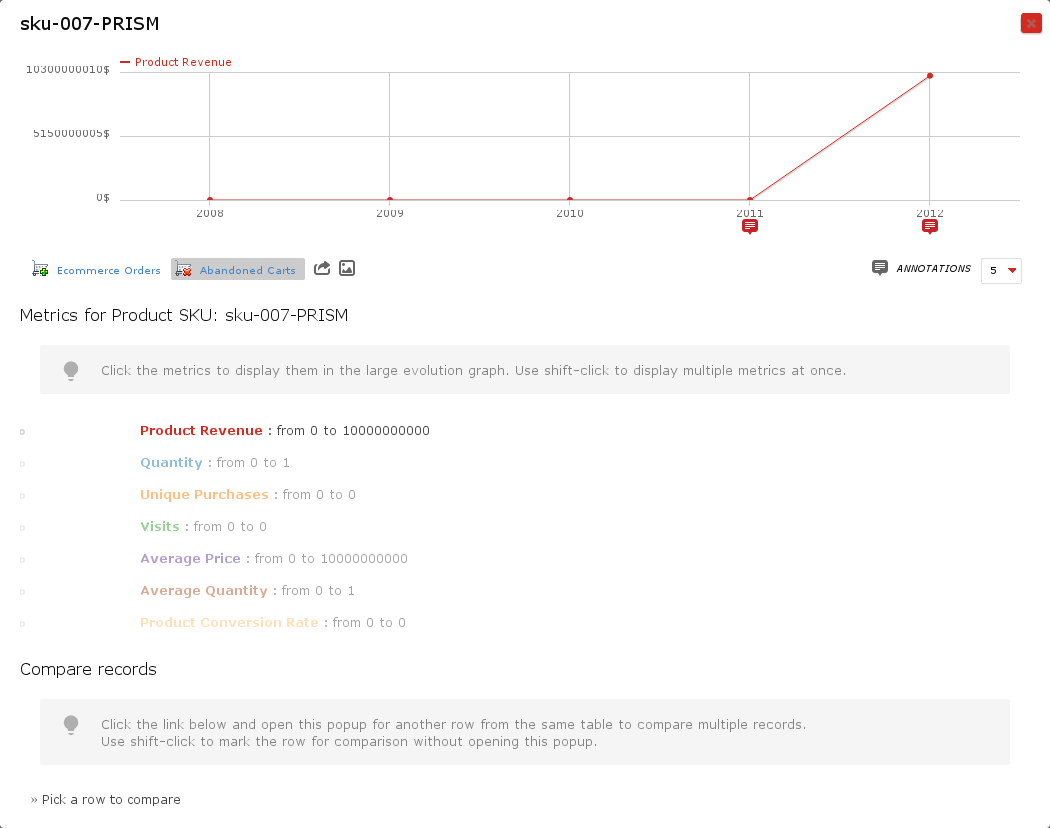 sku-007-PRISM
Product Revenue
10300000010$
5150000005$
0$
2008 2009 2010 2011 2012
Ecommerce Orders Abandoned Carts ANNOTATIONS 5
Metrics for Product SKU: sku-007-PRISM
Click the metrics to display them in the large evolution graph. Use shift-click to display multiple metrics at once.
Product Revenue : from 0 to 10000000000
Quantity : from 0 to 1
Unique Purchases : from 0 to 0
Visits : from 0 to 0
Average Price : from 0 to 10000000000
Average Quantity : from 0 to 1
Product Conversion Rate : from 0 to 0
Compare records
Click the link below and open this popup for another row from the same table to compare multiple records.
Use shift-click to mark the row for comparison without opening this popup.
» Pick a row to compare